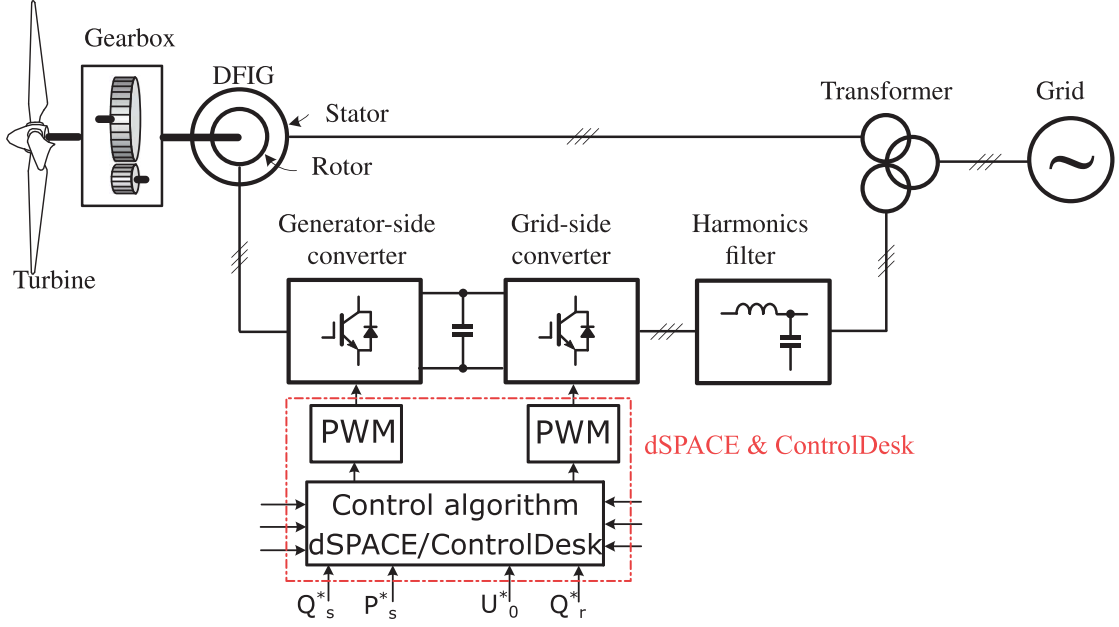 Gearbox
DFIG
Stator
Rotor
Transformer
Grid
~
Turbine
Generator-side
converter
Grid-side
converter
Harmonics
filter
PWM
PWM
dSPACE & ControlDesk
Control algorithm
dSPACE/ControlDesk
Q*s
P*s
U*0
Q*r